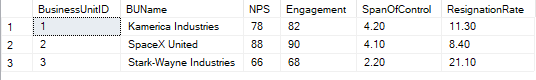 BusinessUnitID BUName NPS Engagement SpanOfControl ResignationRate
1 1 Kamerica Industries 78 82 4.20 11.30
2 2 SpaceX United 88 90 4.10 8.40
3 3 Stark-Wayne Industries 66 68 2.20 21.10